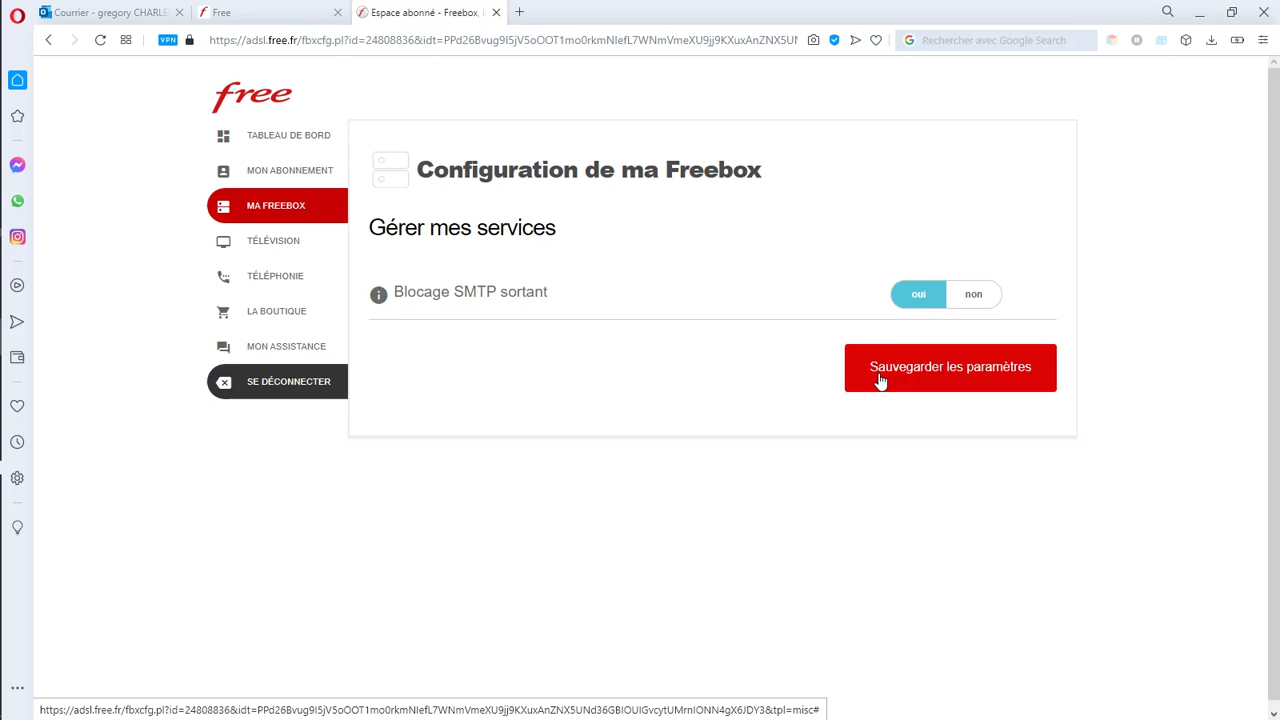 Courrier - gregory CHARLE
Free
Espace abonné - Freebox,
VPN
https://adsl.free.fr/fbxcfg.pl?id=24808836&idt=PPd26Bvug9I5jV5oOOT1mo0rkmNIefL7WNmVmeXU9jj9KXuxAnZNX5UN
Rechercher avec Google Search
free
TABLEAU DE BORD
MON ABONNEMENT
MA FREEBOX
TÉLÉVISION
TÉLÉPHONIE
LA BOUTIQUE
MON ASSISTANCE
SE DÉCONNECTER
Configuration de ma Freebox
Gérer mes services
Blocage SMTP sortant
oui non
Sauvegarder les paramètres
https://adsl.free.fr/fbxcfg.pl?id=24808836&idt=PPd26Bvug9I5jV5oOOT1mo0rkmNIefL7WNmVmeXU9jj9KXuxAnZNX5UNd36GBIOUIGvcytUMrnIONN4gX6JDY3&tpl=misc#